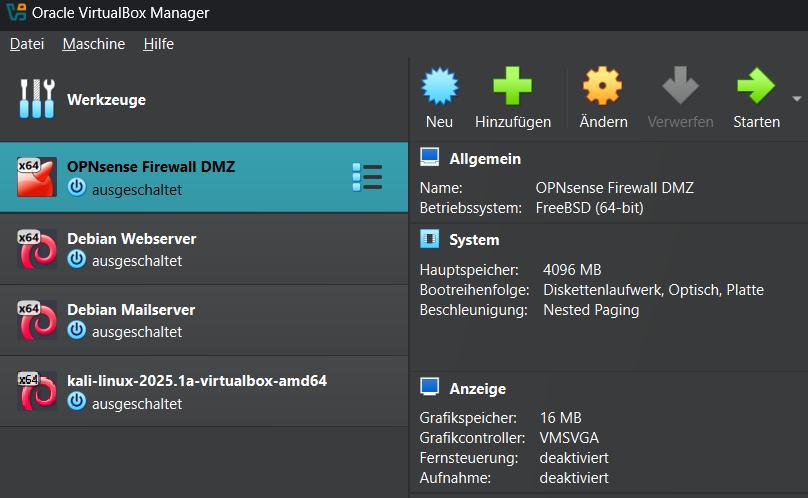 Oracle VirtualBox Manager
Datei Maschine Hilfe
Werkzeuge
x64
OPNsense Firewall DMZ
ausgeschaltet
x64
Debian Webserver
ausgeschaltet
x64
Debian Mailserver
ausgeschaltet
x64
kali-linux-2025.1a-virtualbox-amd64
ausgeschaltet
Neu Hinzufügen Ändern Verwerfen Starten
Allgemein
Name: OPNsense Firewall DMZ
Betriebssystem: FreeBSD (64-bit)
System
Hauptspeicher: 4096 MB
Bootreihenfolge: Diskettenlaufwerk, Optisch, Platte
Beschleunigung: Nested Paging
Anzeige
Grafikspeicher: 16 MB
Grafikcontroller: VMSVGA
Fernsteuerung: deaktiviert
Aufnahme: deaktiviert